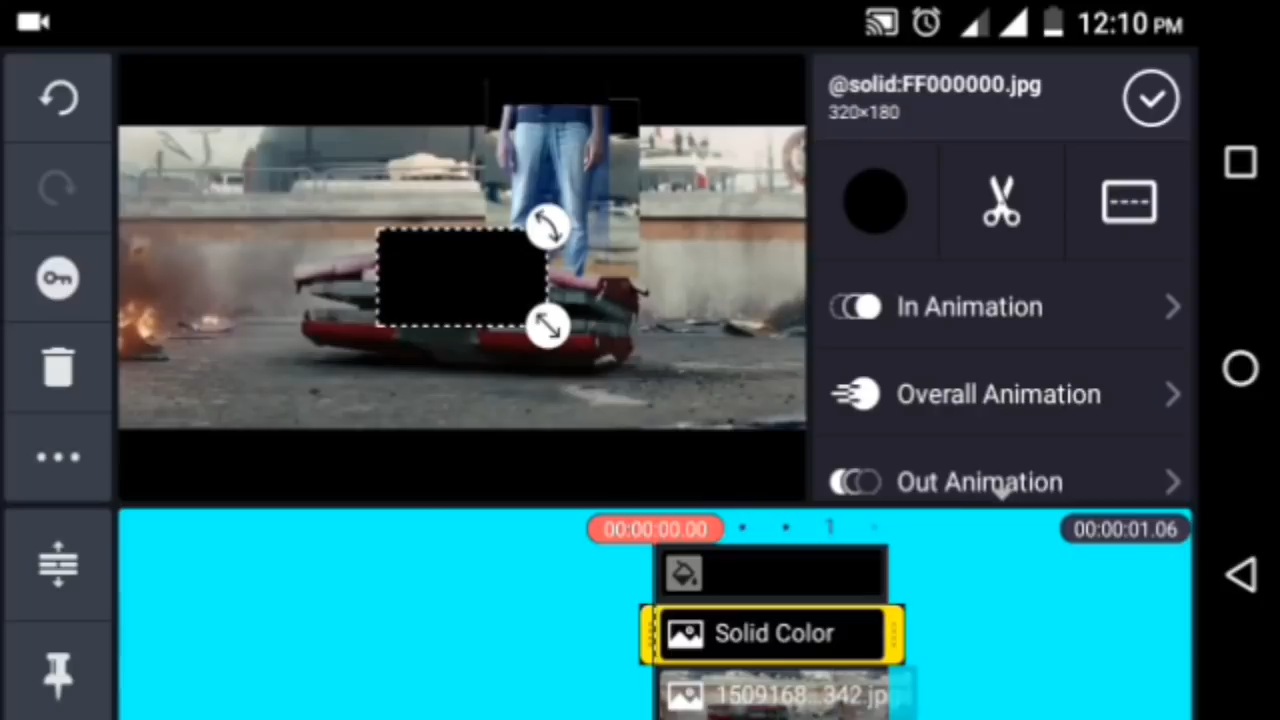 12:10 PM
@solid:FF000000.jpg
320×180
In Animation
Overall Animation
Out Animation
00:00:00.00
1
00:00:01.06
Solid Color
1509168...342.jp